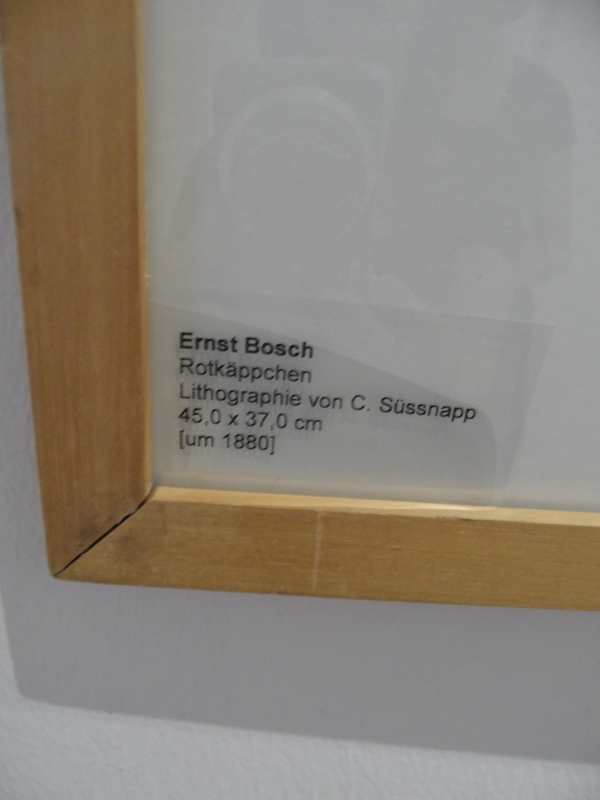 Ernst Bosch
Rotkäppchen
Lithographie von C. Süssnapp
45,0 x 37,0 cm
[um 1880]